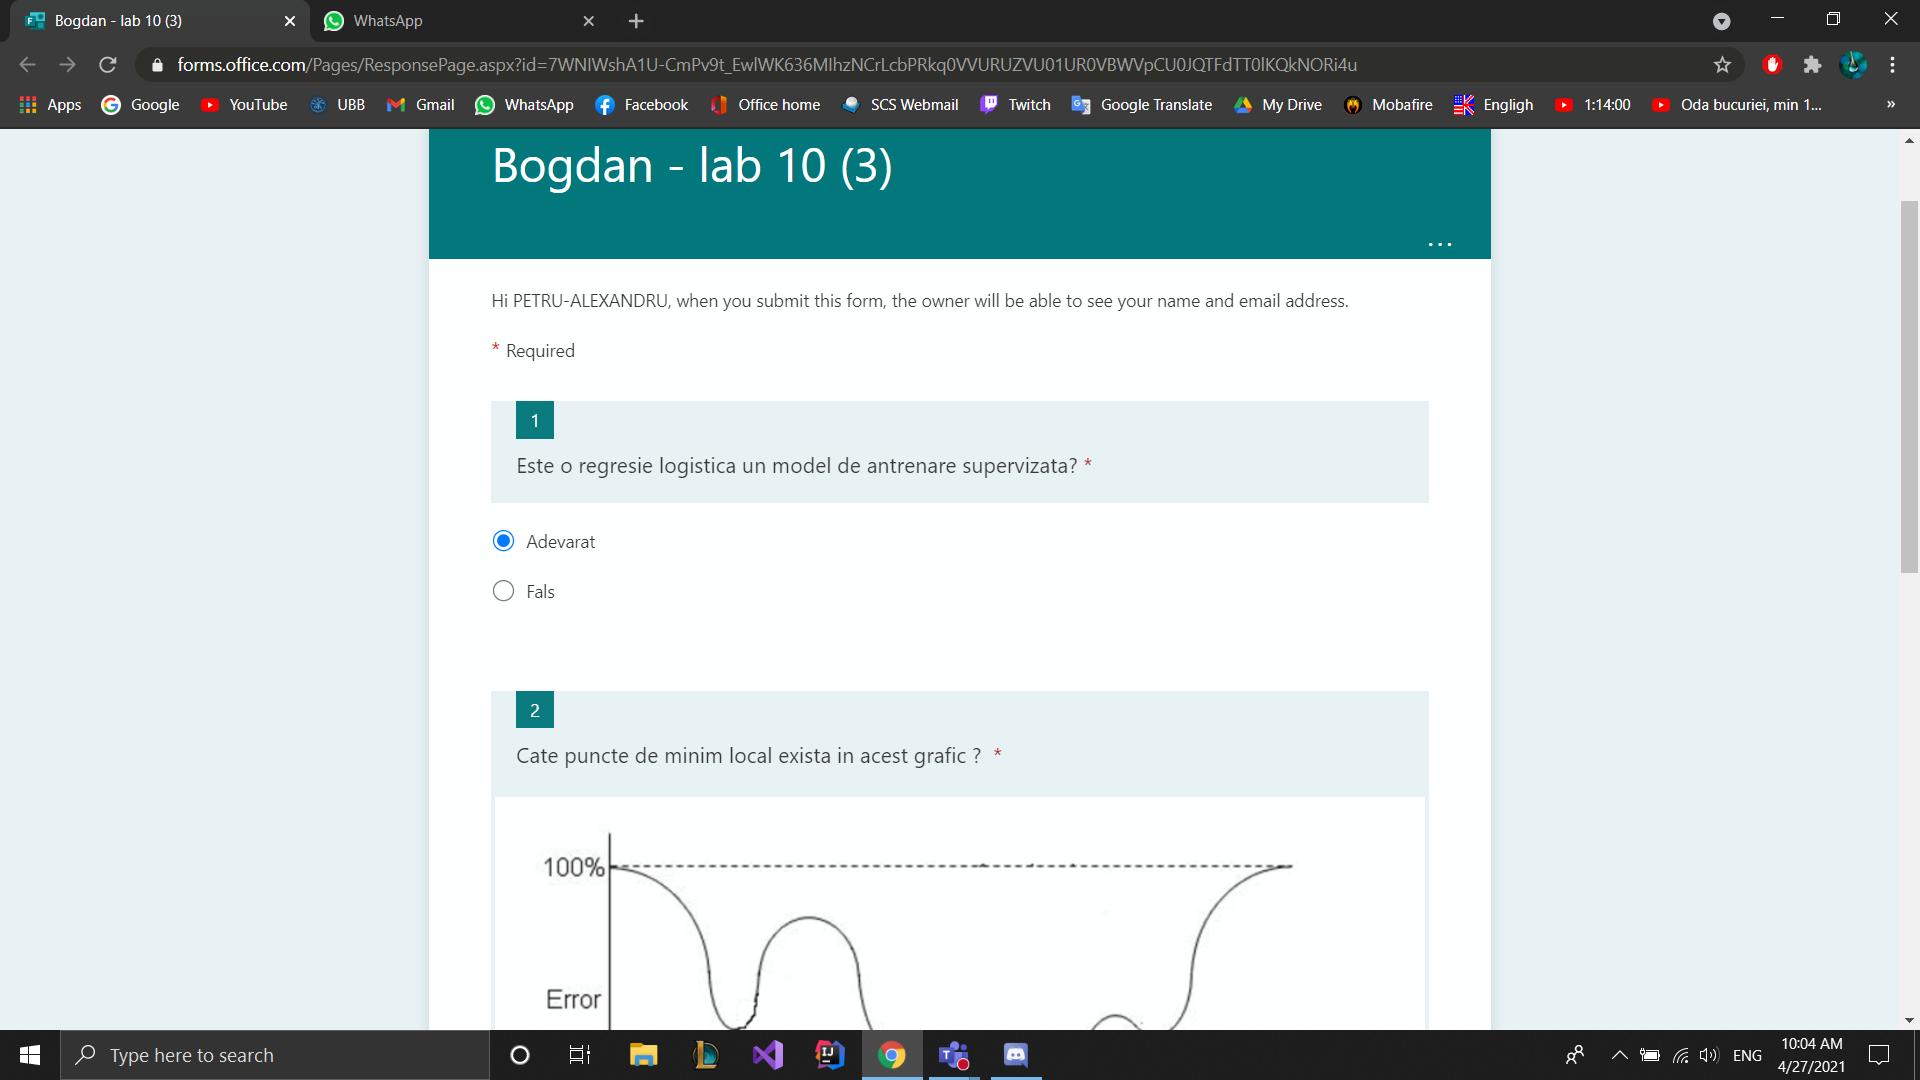 Bogdan - lab 10 (3)
WhatsApp
forms.office.com/Pages/ResponsePage.aspx?id=7WNIWshA1U-CmPv9t_EwlWK636MIhzNCrLcbPRkq0VVURUZVU01UR0VBWVpCU0JQTFdTT0lKQkNORi4u
Apps Google YouTube UBB Gmail WhatsApp Facebook Office home SCS Webmail Twitch Google Translate My Drive Mobafire Engligh 1:14:00 Oda bucuriei, min 1... »
Bogdan - lab 10 (3)
...
Hi PETRU-ALEXANDRU, when you submit this form, the owner will be able to see your name and email address.
* Required
1
Este o regresie logistica un model de antrenare supervizata? *
Adevarat
Fals
2
Cate puncte de minim local exista in acest grafic ? *
100%
Error
Type here to search
ENG
10:04 AM
4/27/2021